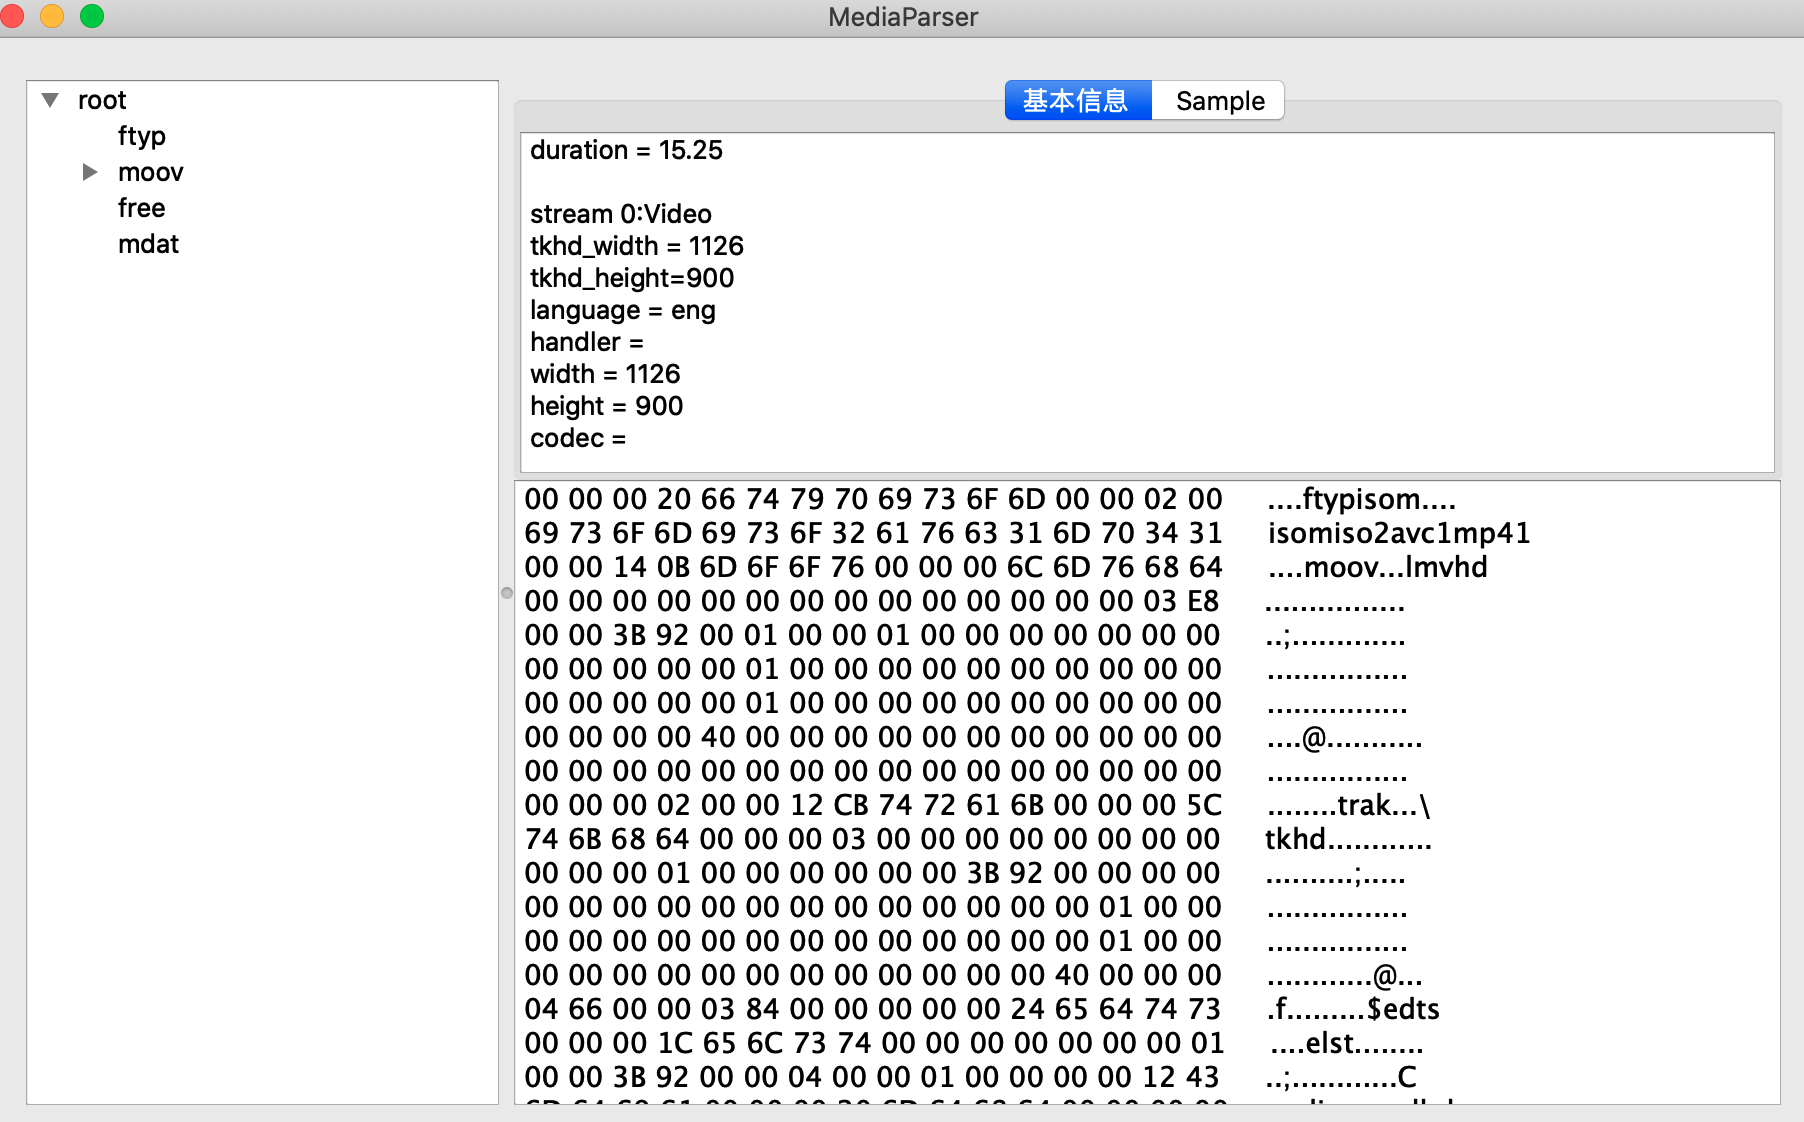 MediaParser
root
ftyp
moov
free
mdat
基本信息 Sample
duration = 15.25
stream 0:Video
tkhd_width = 1126
tkhd_height=900
language = eng
handler =
width = 1126
height = 900
codec =
00 00 00 20 66 74 79 70 69 73 6F 6D 00 00 02 00 ....ftypisom....
69 73 6F 6D 69 73 6F 32 61 76 63 31 6D 70 34 31 isomiso2avc1mp41
00 00 14 0B 6D 6F 6F 76 00 00 00 6C 6D 76 68 64 ....moov...lmvhd
00 00 00 00 00 00 00 00 00 00 00 00 00 00 03 E8 ................
00 00 3B 92 00 01 00 00 01 00 00 00 00 00 00 00 ..;.............
00 00 00 00 00 01 00 00 00 00 00 00 00 00 00 00 ................
00 00 00 00 00 01 00 00 00 00 00 00 00 00 00 00 ................
00 00 00 00 40 00 00 00 00 00 00 00 00 00 00 00 ....@...........
00 00 00 00 00 00 00 00 00 00 00 00 00 00 00 00 ................
00 00 00 02 00 00 12 CB 74 72 61 6B 00 00 00 5C ........trak...\
74 6B 68 64 00 00 00 03 00 00 00 00 00 00 00 00 tkhd............
00 00 00 01 00 00 00 00 00 00 3B 92 00 00 00 00 ..........;.....
00 00 00 00 00 00 00 00 00 00 00 00 00 01 00 00 ................
00 00 00 00 00 00 00 00 00 00 00 00 00 01 00 00 ................
00 00 00 00 00 00 00 00 00 00 00 00 40 00 00 00 ............@...
04 66 00 00 03 84 00 00 00 00 00 24 65 64 74 73 .f.........$edts
00 00 00 1C 65 6C 73 74 00 00 00 00 00 00 00 01 ....elst........
00 00 3B 92 00 00 04 00 00 01 00 00 00 00 12 43 ..;............C